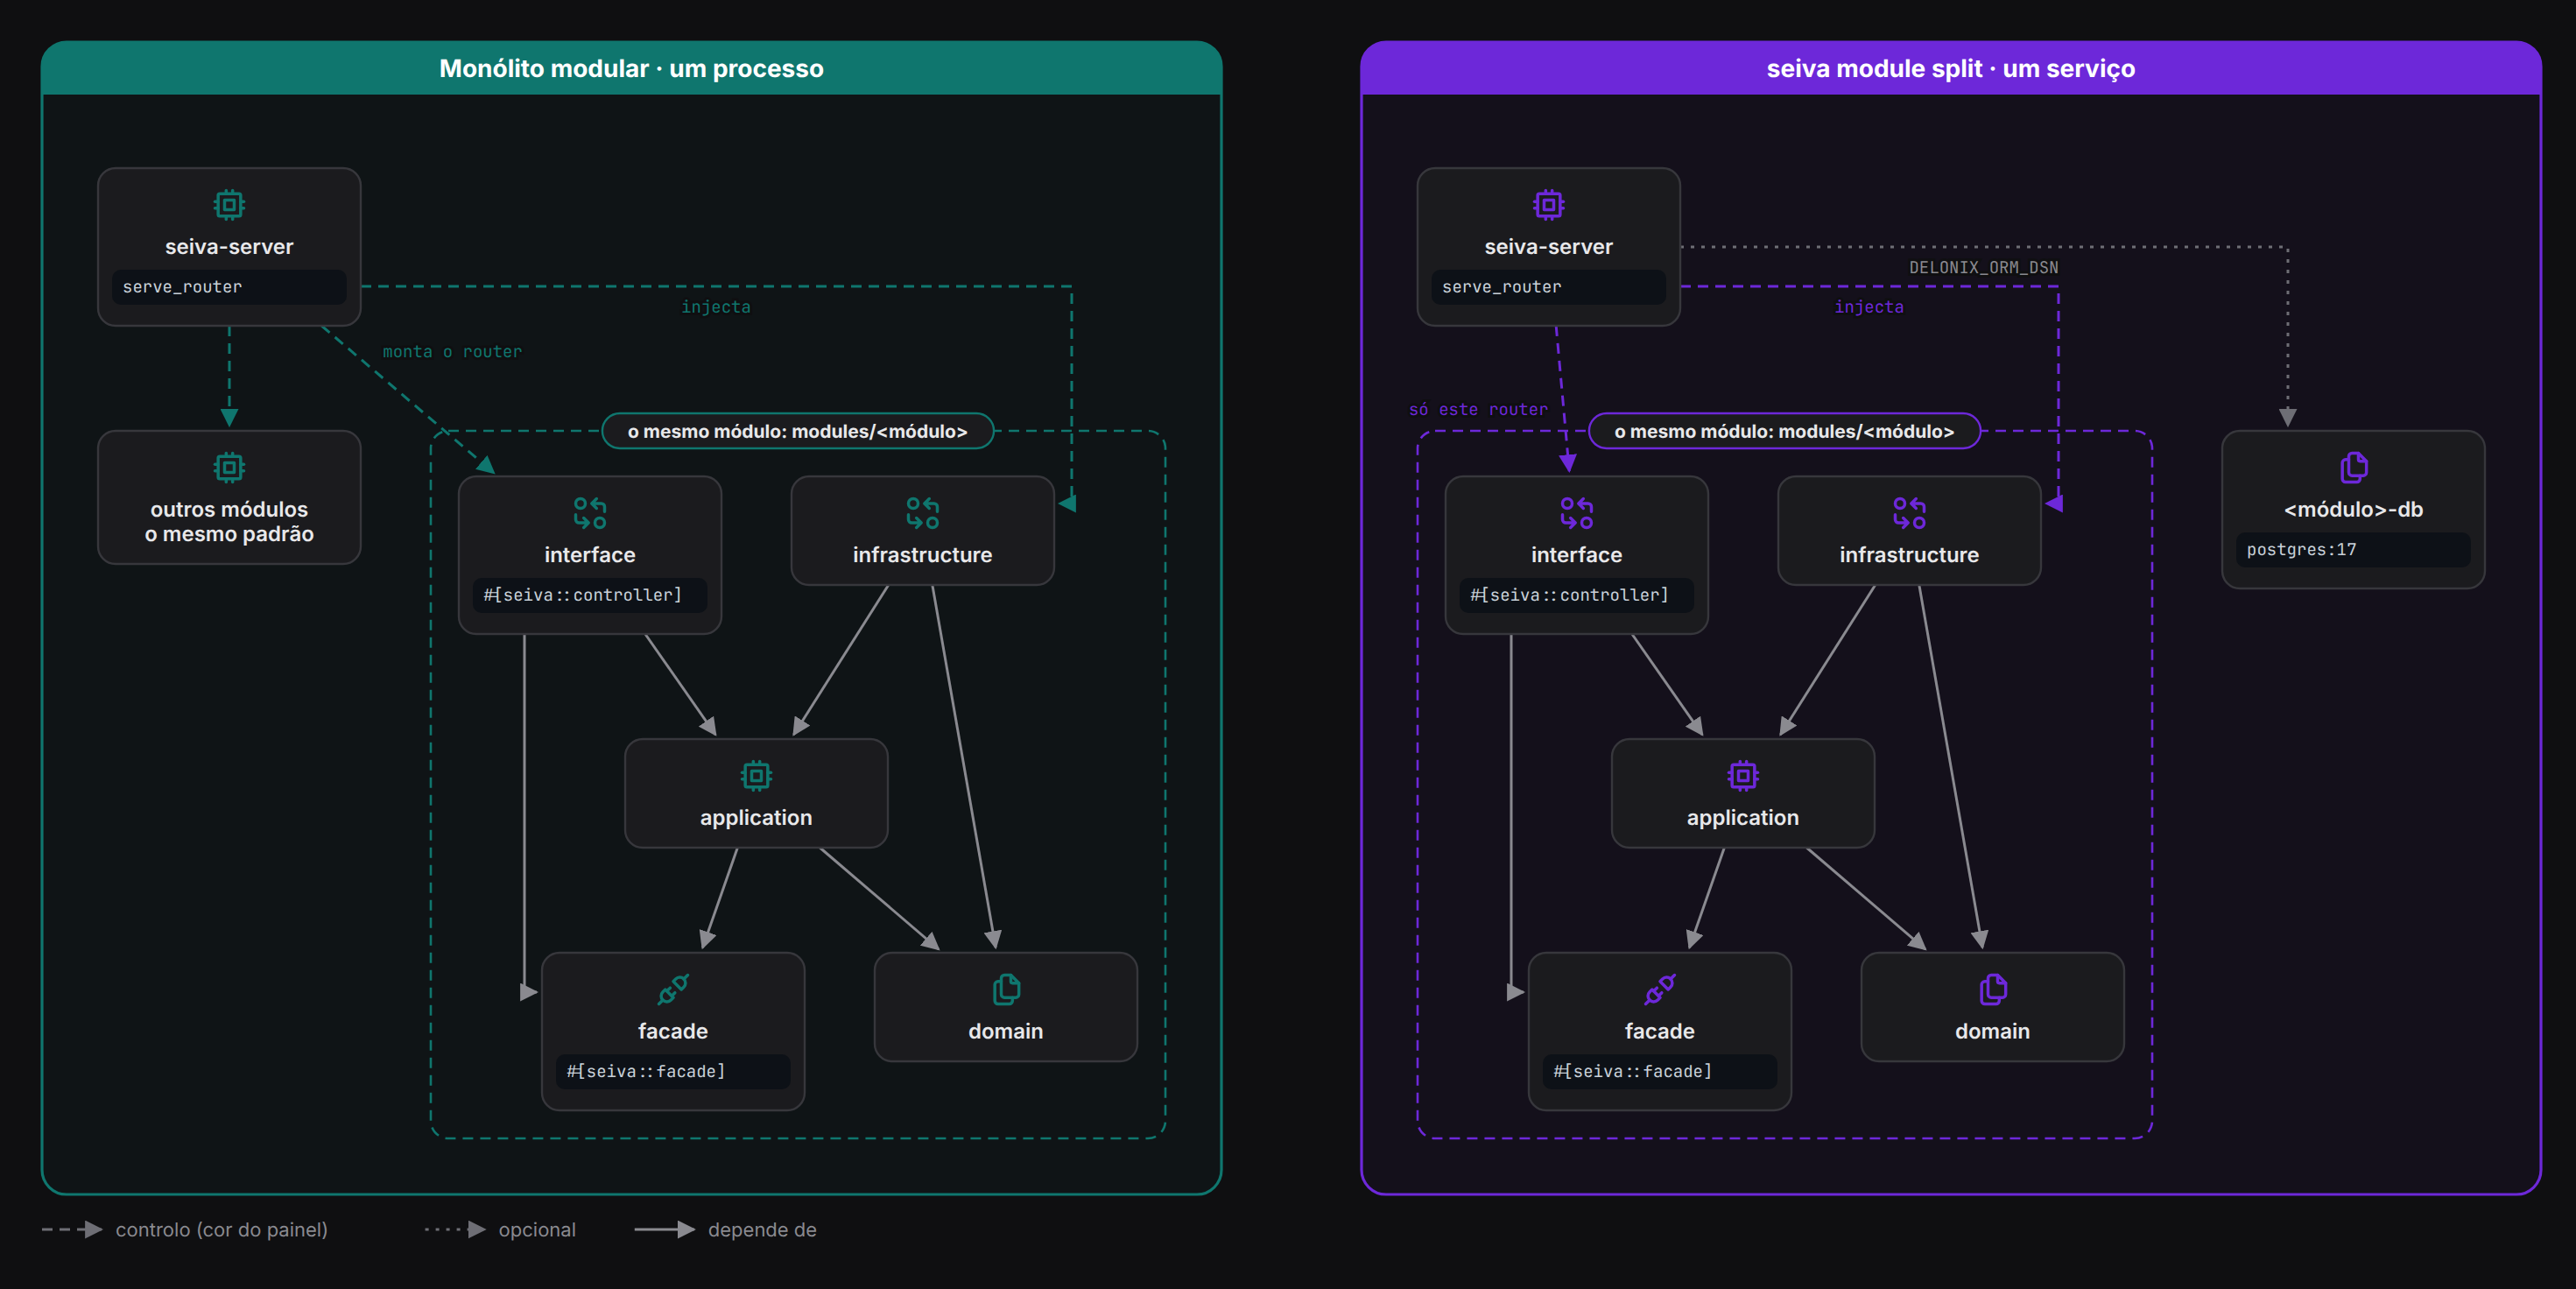 Monólito modular · um processo
seiva-server
serve_router
injecta
monta o router
outros módulos
o mesmo padrão
o mesmo módulo: modules/<módulo>
interface
#[seiva::controller]
infrastructure
application
facade
#[seiva::facade]
domain
seiva module split · um serviço
seiva-server
serve_router
DELONIX_ORM_DSN
injecta
só este router
o mesmo módulo: modules/<módulo>
interface
#[seiva::controller]
infrastructure
<módulo>-db
postgres:17
application
facade
#[seiva::facade]
domain
controlo (cor do painel)
opcional
depende de